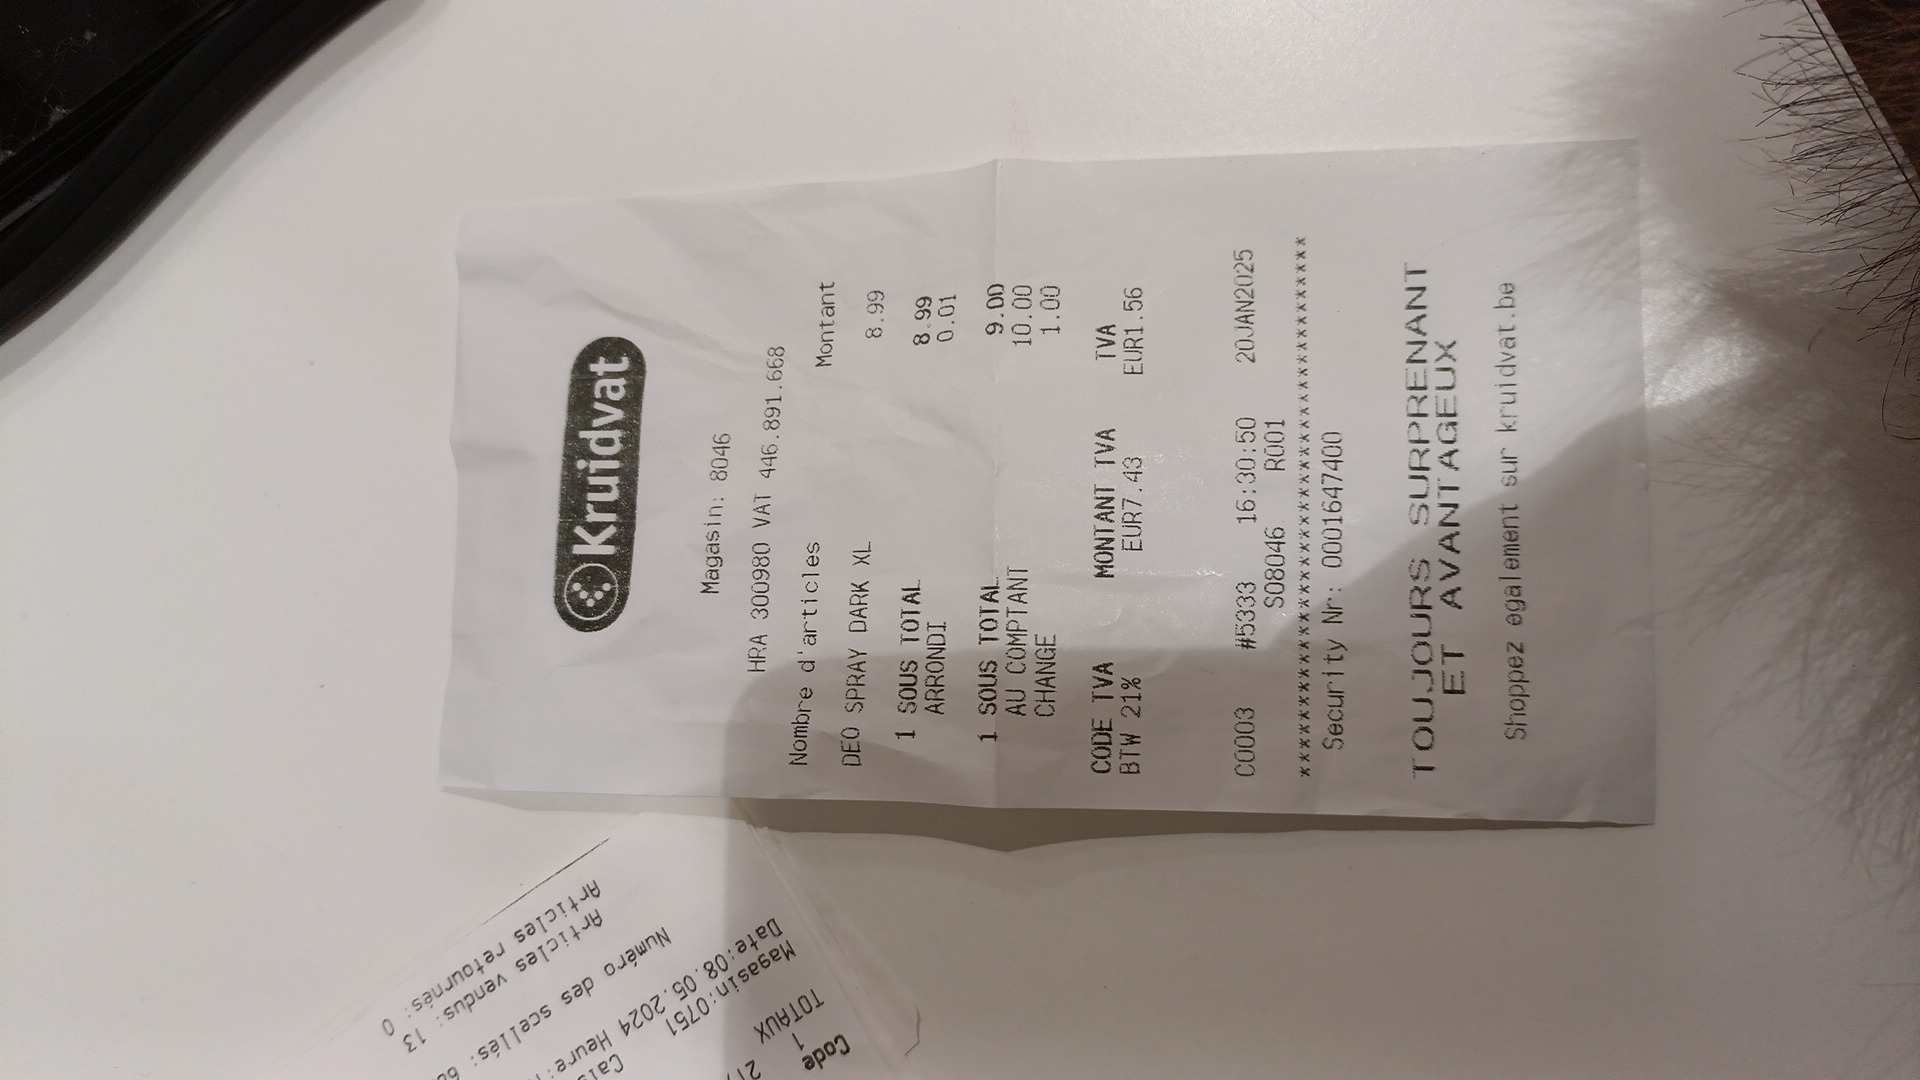 Kruidvat
Magasin: 8046
HRA 300980 VAT 446.891.668
Nombre d'articles Montant
DEO SPRAY DARK XL 8.99
1 SOUS TOTAL 8.99
ARRONDI 0.01
1 SOUS TOTAL 9.00
AU COMPTANT 10.00
CHANGE 1.00
CODE TVA MONTANT TVA TVA
BTW 21% EUR7.43 EUR1.56
C0003 #5333 16:30:50 20JAN2025
S08046 R001
******************************************
Security Nr: 0001647400
TOUJOURS SURPRENANT
ET AVANTAGEUX
Shoppez egalement sur kruidvat.be
Code
TOTAUX 1
Magasin:0751
Date:08.05.2024 Heure:
Numéro des scellés:
Articles vendus: 13
Articles retournés: 0